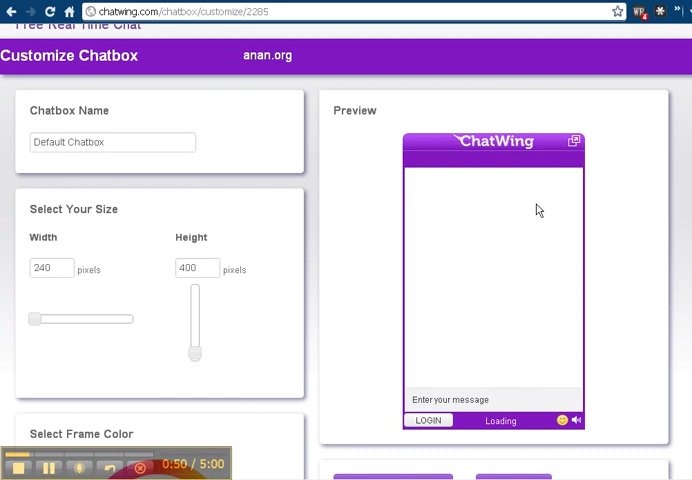 chatwing.com/chatbox/customize/2285
4
Free Real Time Chat
Customize Chatbox
anan.org
Chatbox Name
Default Chatbox
Select Your Size
Width
Height
240 pixels
400 pixels
Select Frame Color
0:50 / 5:00
Preview
ChatWing
Enter your message
LOGIN
Loading